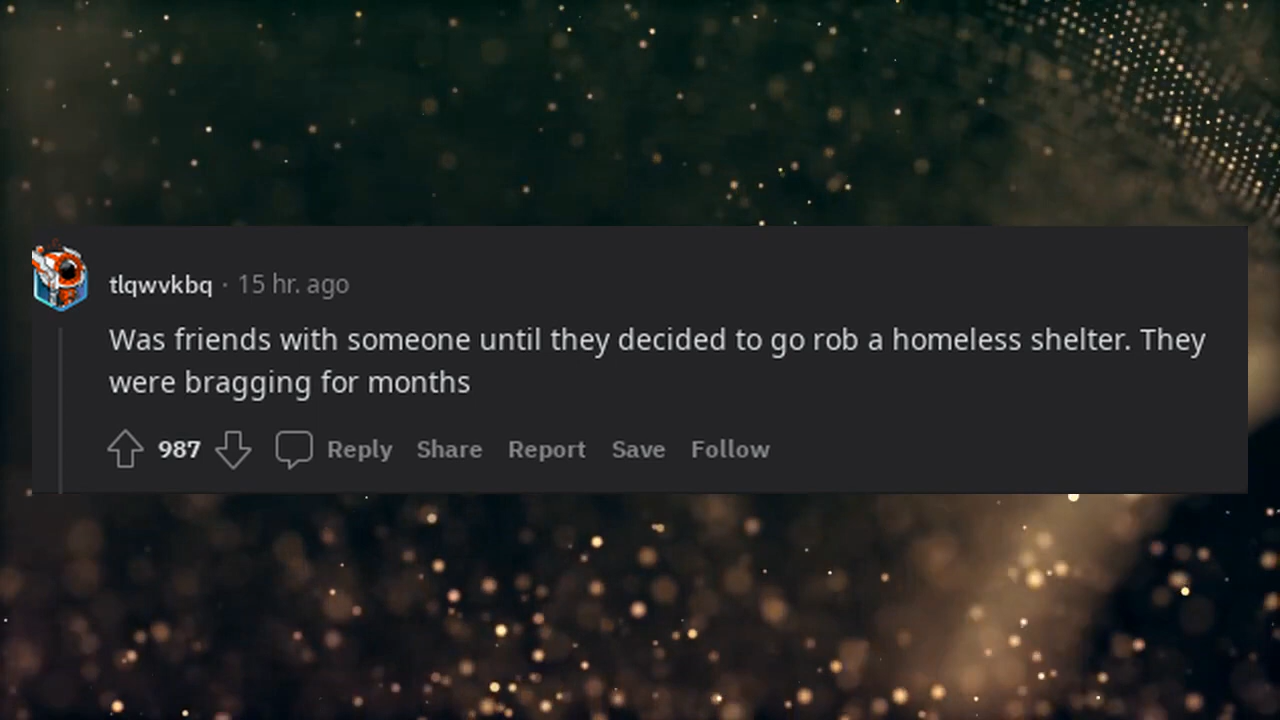 tlqwvkbq · 15 hr. ago
Was friends with someone until they decided to go rob a homeless shelter. They
were bragging for months
987 Reply Share Report Save Follow